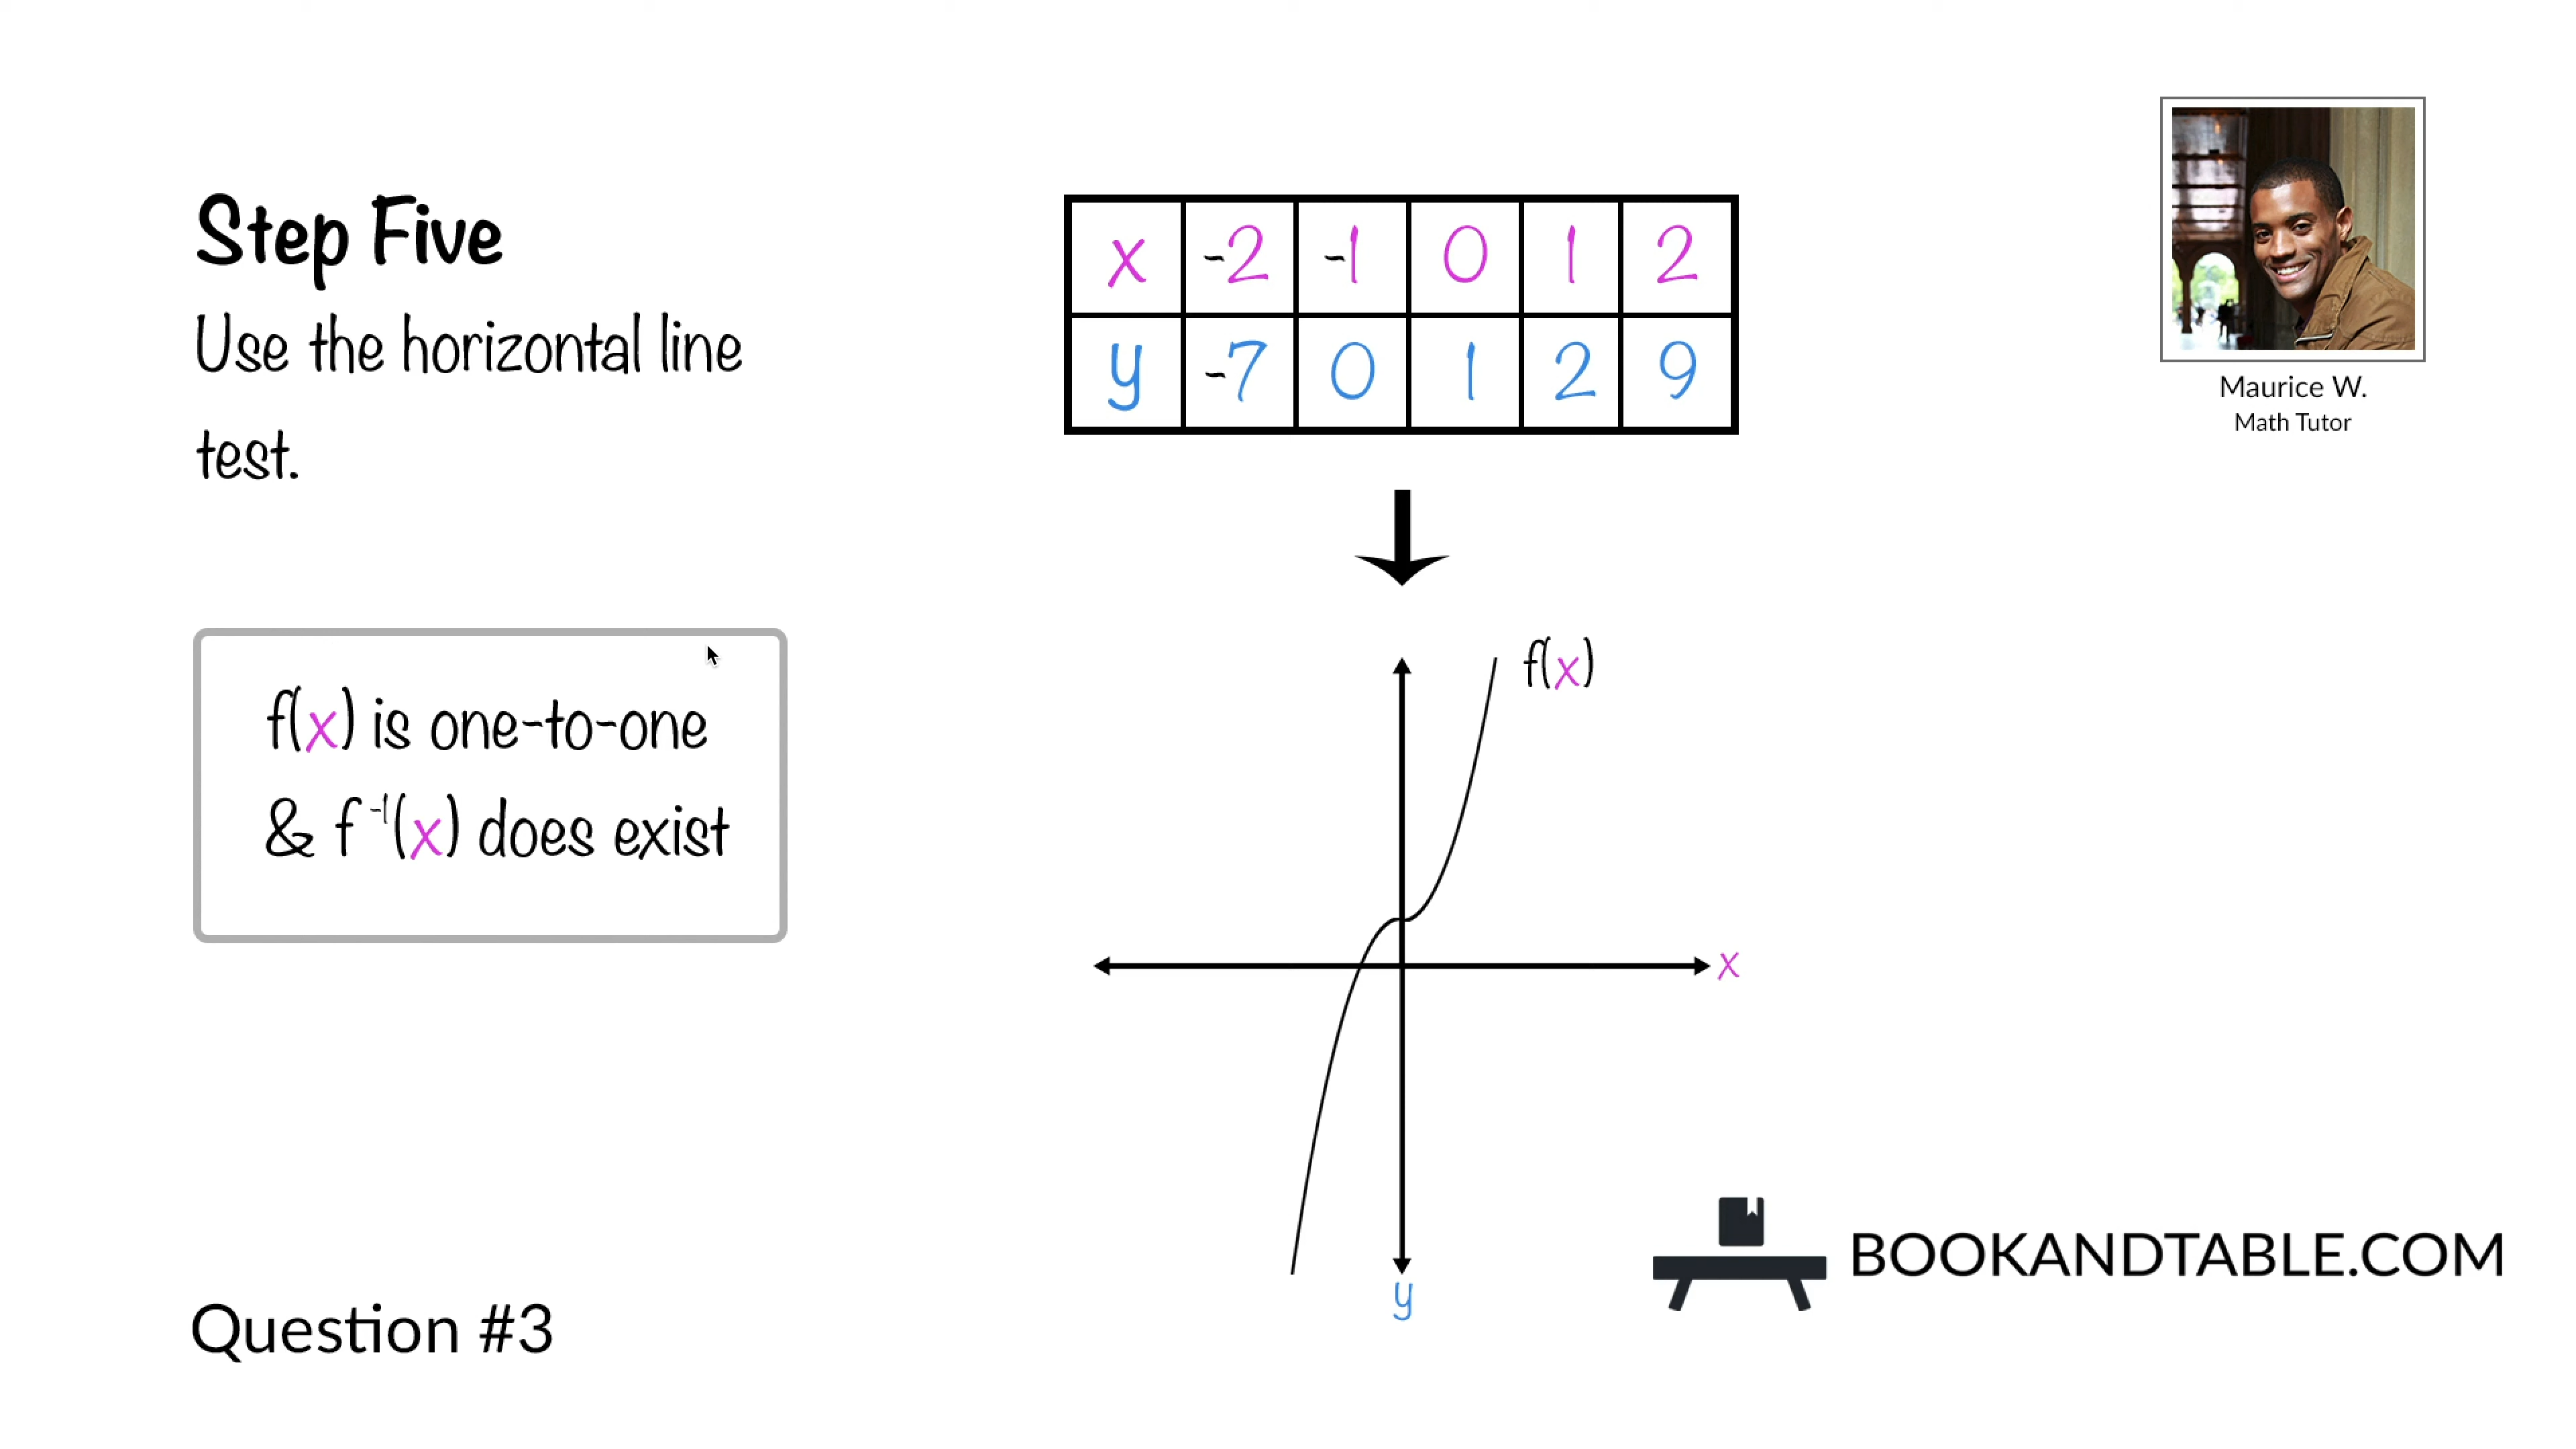 Step Five
Use the horizontal line
test.
f(x) is one-to-one
& f⁻¹(x) does exist
x -2 -1 0 1 2
y -7 0 1 2 9
f(x)
x
y
Maurice W.
Math Tutor
BOOKANDTABLE.COM
Question #3